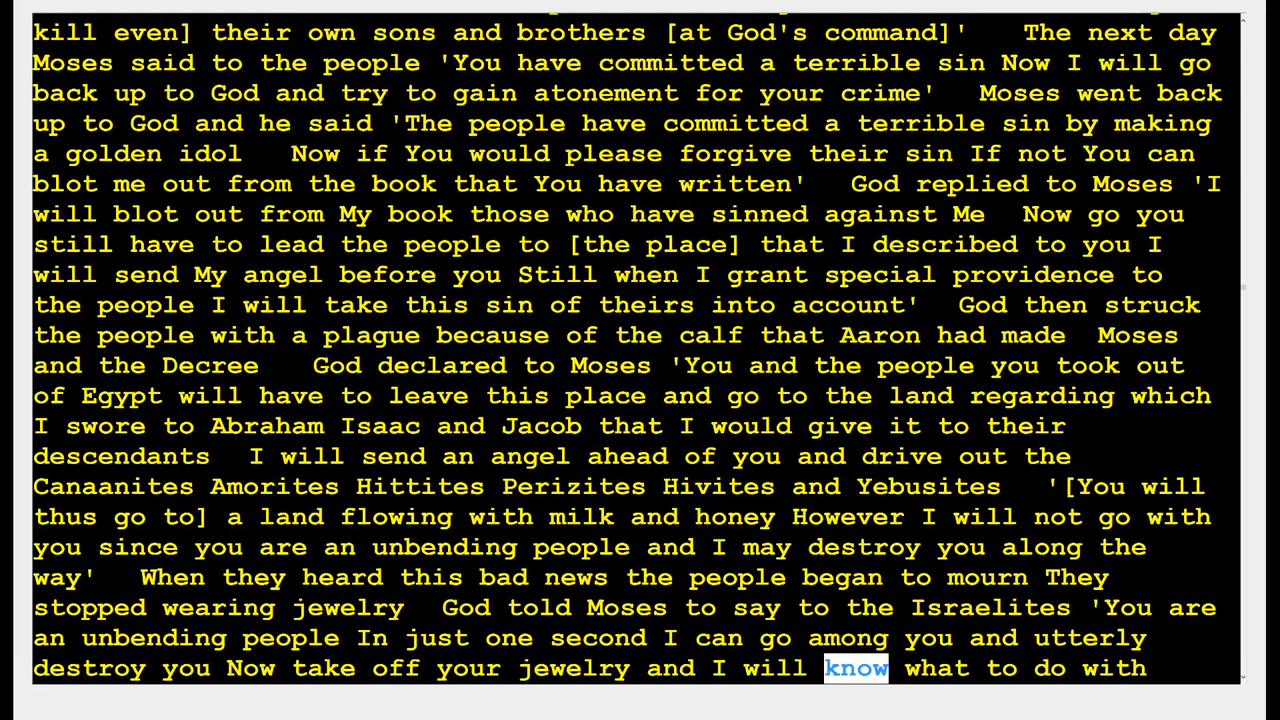 kill even] their own sons and brothers [at God's command]'   The next day
Moses said to the people 'You have committed a terrible sin Now I will go
back up to God and try to gain atonement for your crime'   Moses went back
up to God and he said 'The people have committed a terrible sin by making
a golden idol   Now if You would please forgive their sin If not You can
blot me out from the book that You have written'   God replied to Moses 'I
will blot out from My book those who have sinned against Me  Now go you
still have to lead the people to [the place] that I described to you I
will send My angel before you Still when I grant special providence to
the people I will take this sin of theirs into account'   God then struck
the people with a plague because of the calf that Aaron had made  Moses
and the Decree   God declared to Moses 'You and the people you took out
of Egypt will have to leave this place and go to the land regarding which
I swore to Abraham Isaac and Jacob that I would give it to their
descendants  I will send an angel ahead of you and drive out the
Canaanites Amorites Hittites Perizites Hivites and Yebusites   '[You will
thus go to] a land flowing with milk and honey However I will not go with
you since you are an unbending people and I may destroy you along the
way'   When they heard this bad news the people began to mourn They
stopped wearing jewelry  God told Moses to say to the Israelites 'You are
an unbending people In just one second I can go among you and utterly
destroy you Now take off your jewelry and I will know what to do with